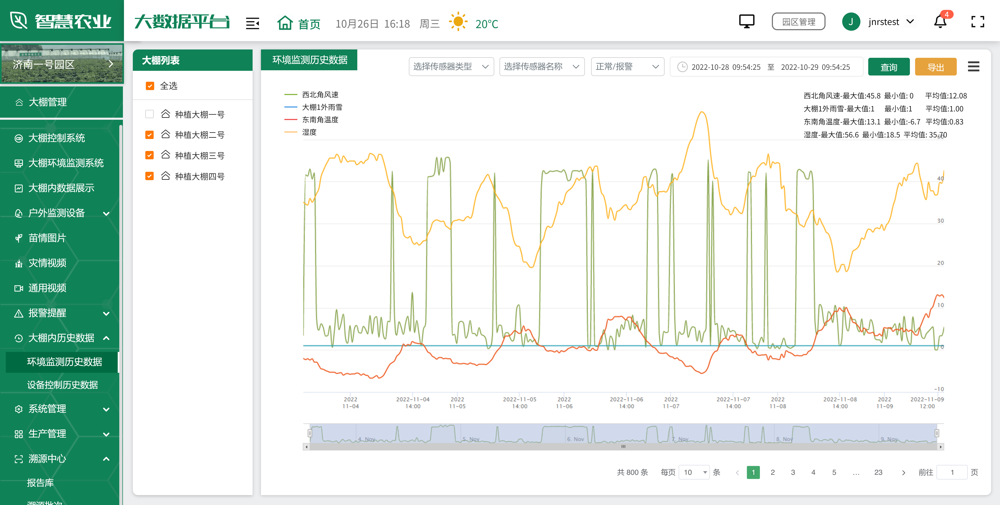 智慧农业 大数据平台 首页 10月26日 16:18 周三 20°C 园区管理 J jnrstest 4
济南一号园区
大棚管理
大棚控制系统
大棚环境监测系统
大棚内数据展示
户外监测设备
苗情图片
灾情视频
通用视频
报警提醒
大棚内历史数据
环境监测历史数据
设备控制历史数据
系统管理
生产管理
溯源中心
报告库
溯源批次
大棚列表
全选
种植大棚一号
种植大棚二号
种植大棚三号
种植大棚四号
环境监测历史数据 选择传感器类型 选择传感器名称 正常/报警 2022-10-28 09:54:25 至 2022-10-29 09:54:25 查询 导出
西北角风速
大棚1外雨雪
东南角温度
湿度
西北角风速-最大值:45.8 最小值: 0 平均值:12.08
大棚1外雨雪-最大值:1 最小值:1 平均值:1.00
东南角温度-最大值:13.1 最小值:-6.7 平均值:0.83
湿度-最大值:56.6 最小值:18.5 平均值: 35.70
50
40
30
20
10
0
-10
2022 2022-11-04 2022 2022-11-05 2022 2022-11-06 2022 2022-11-07 2022 2022-11-08 2022 2022-11-09
11-04 14:00 11-05 14:00 11-06 14:00 11-07 14:00 11-08 14:00 11-09 12:00
4. Nov 5. Nov 6. Nov 7. Nov 8. Nov 9. Nov
共 800 条 每页 10 条 1 2 3 4 5 ... 23 前往 1 页